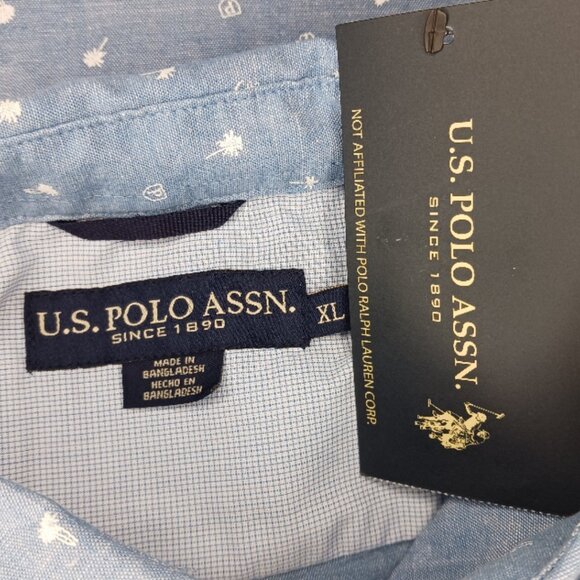 U.S. POLO ASSN.
SINCE 1890
XL
MADE IN
BANGLADESH
HECHO EN
BANGLADESH
U.S. POLO ASSN.
SINCE 1890
NOT AFFILIATED WITH POLO RALPH LAUREN CORP.